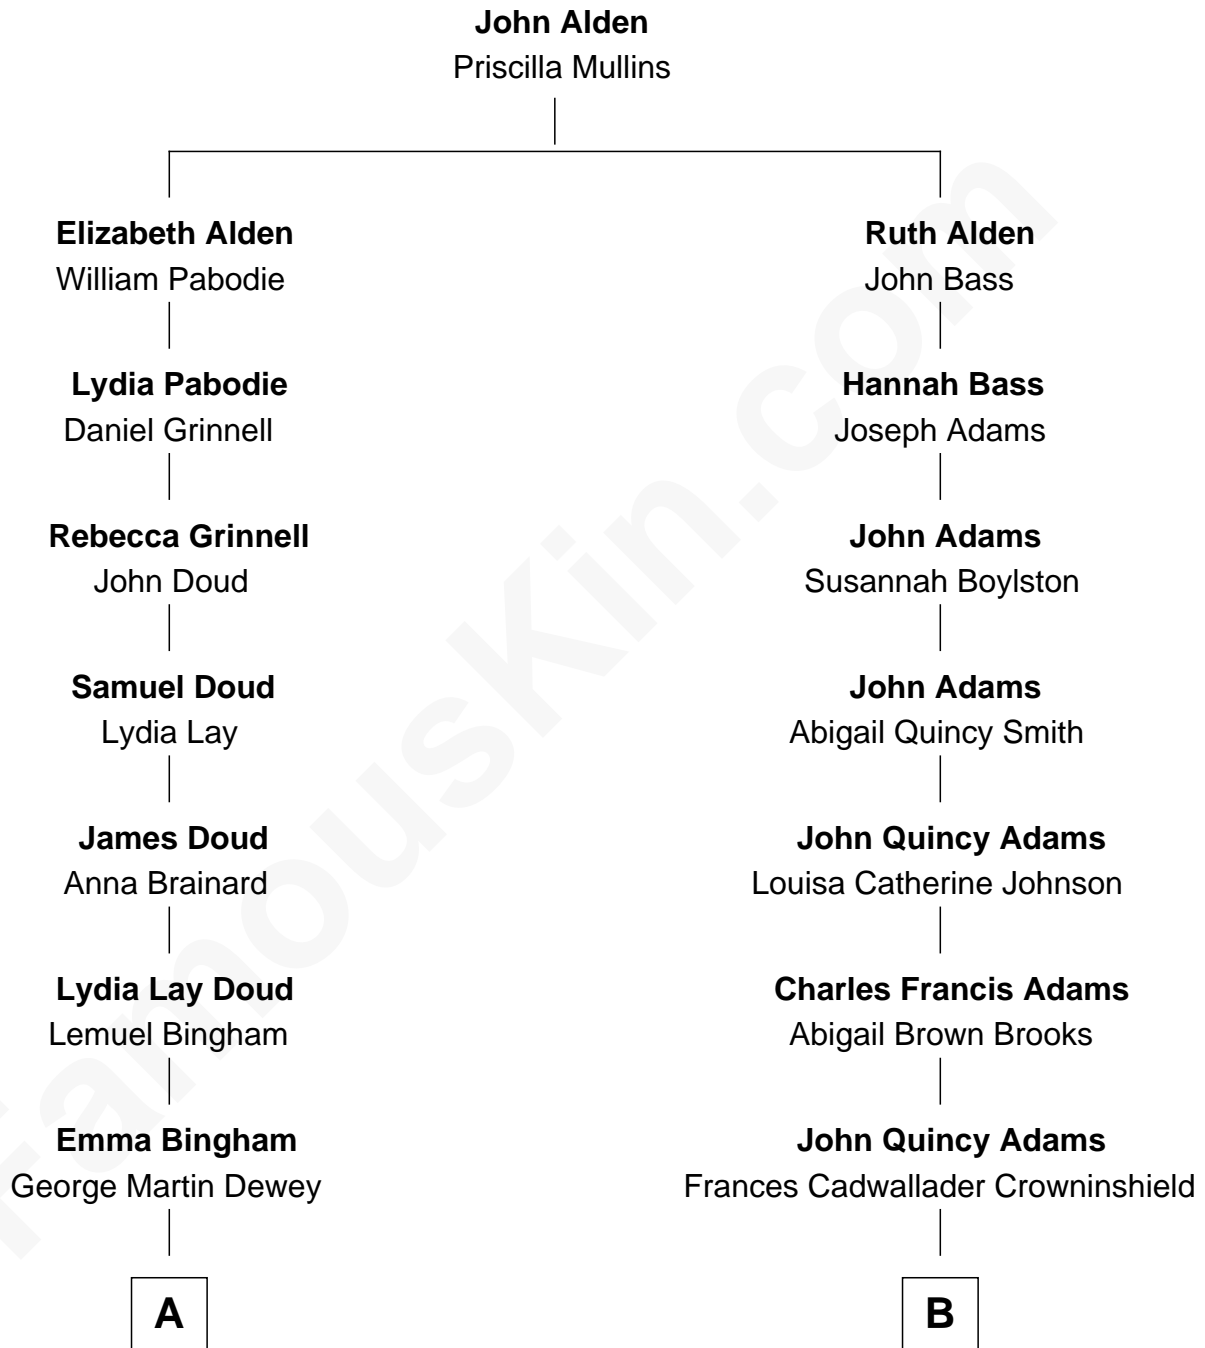 John Alden
Priscilla Mullins
Elizabeth Alden
William Pabodie
Ruth Alden
John Bass
Lydia Pabodie
Daniel Grinnell
Hannah Bass
Joseph Adams
Rebecca Grinnell
John Doud
John Adams
Susannah Boylston
Samuel Doud
Lydia Lay
John Adams
Abigail Quincy Smith
James Doud
Anna Brainard
John Quincy Adams
Louisa Catherine Johnson
Lydia Lay Doud
Lemuel Bingham
Charles Francis Adams
Abigail Brown Brooks
Emma Bingham
George Martin Dewey
John Quincy Adams
Frances Cadwallader Crowninshield
A
B
FamousKin.com